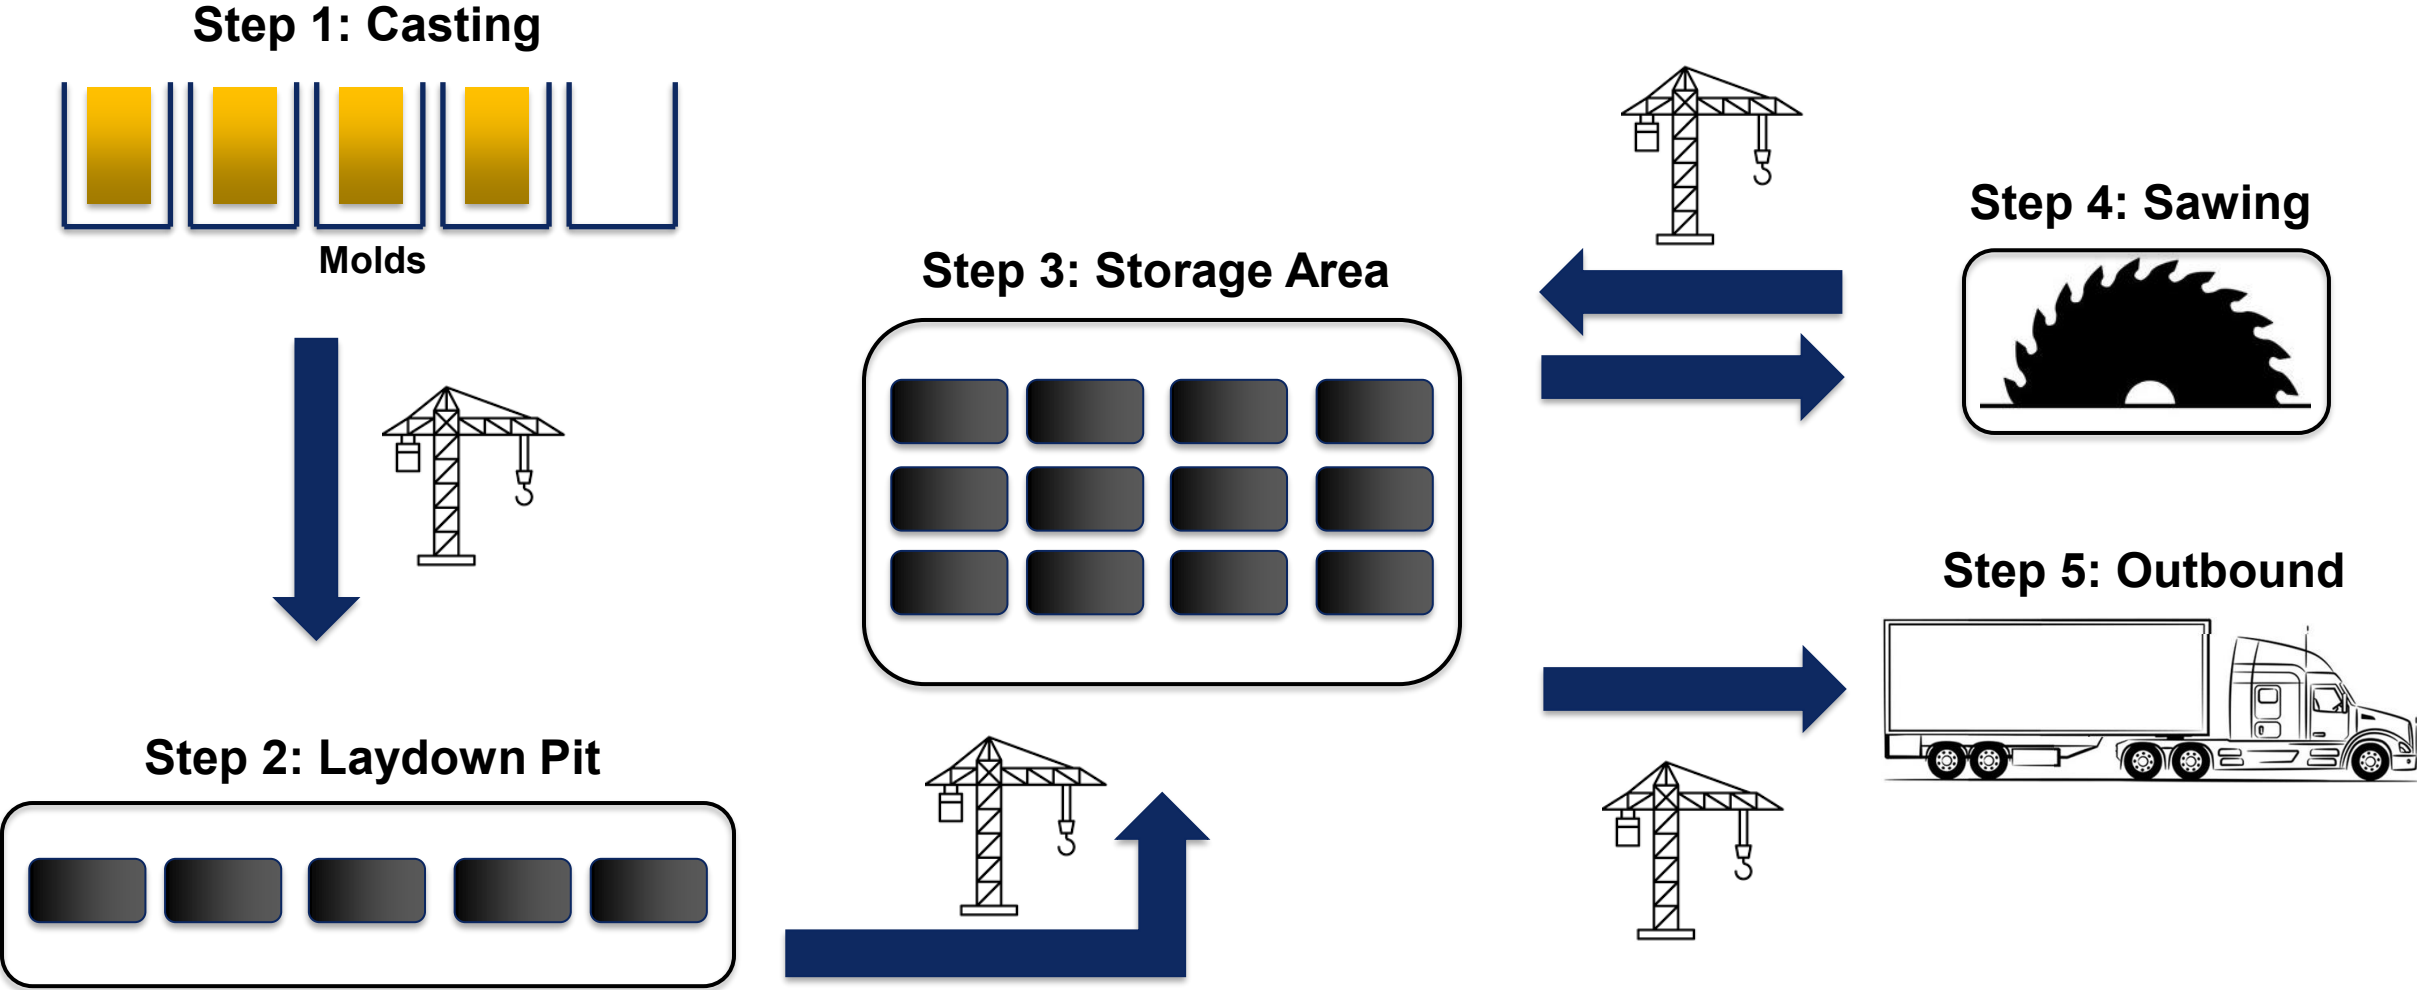 Step 1: Casting
Molds
Step 2: Laydown Pit
Step 3: Storage Area
Step 4: Sawing
Step 5: Outbound